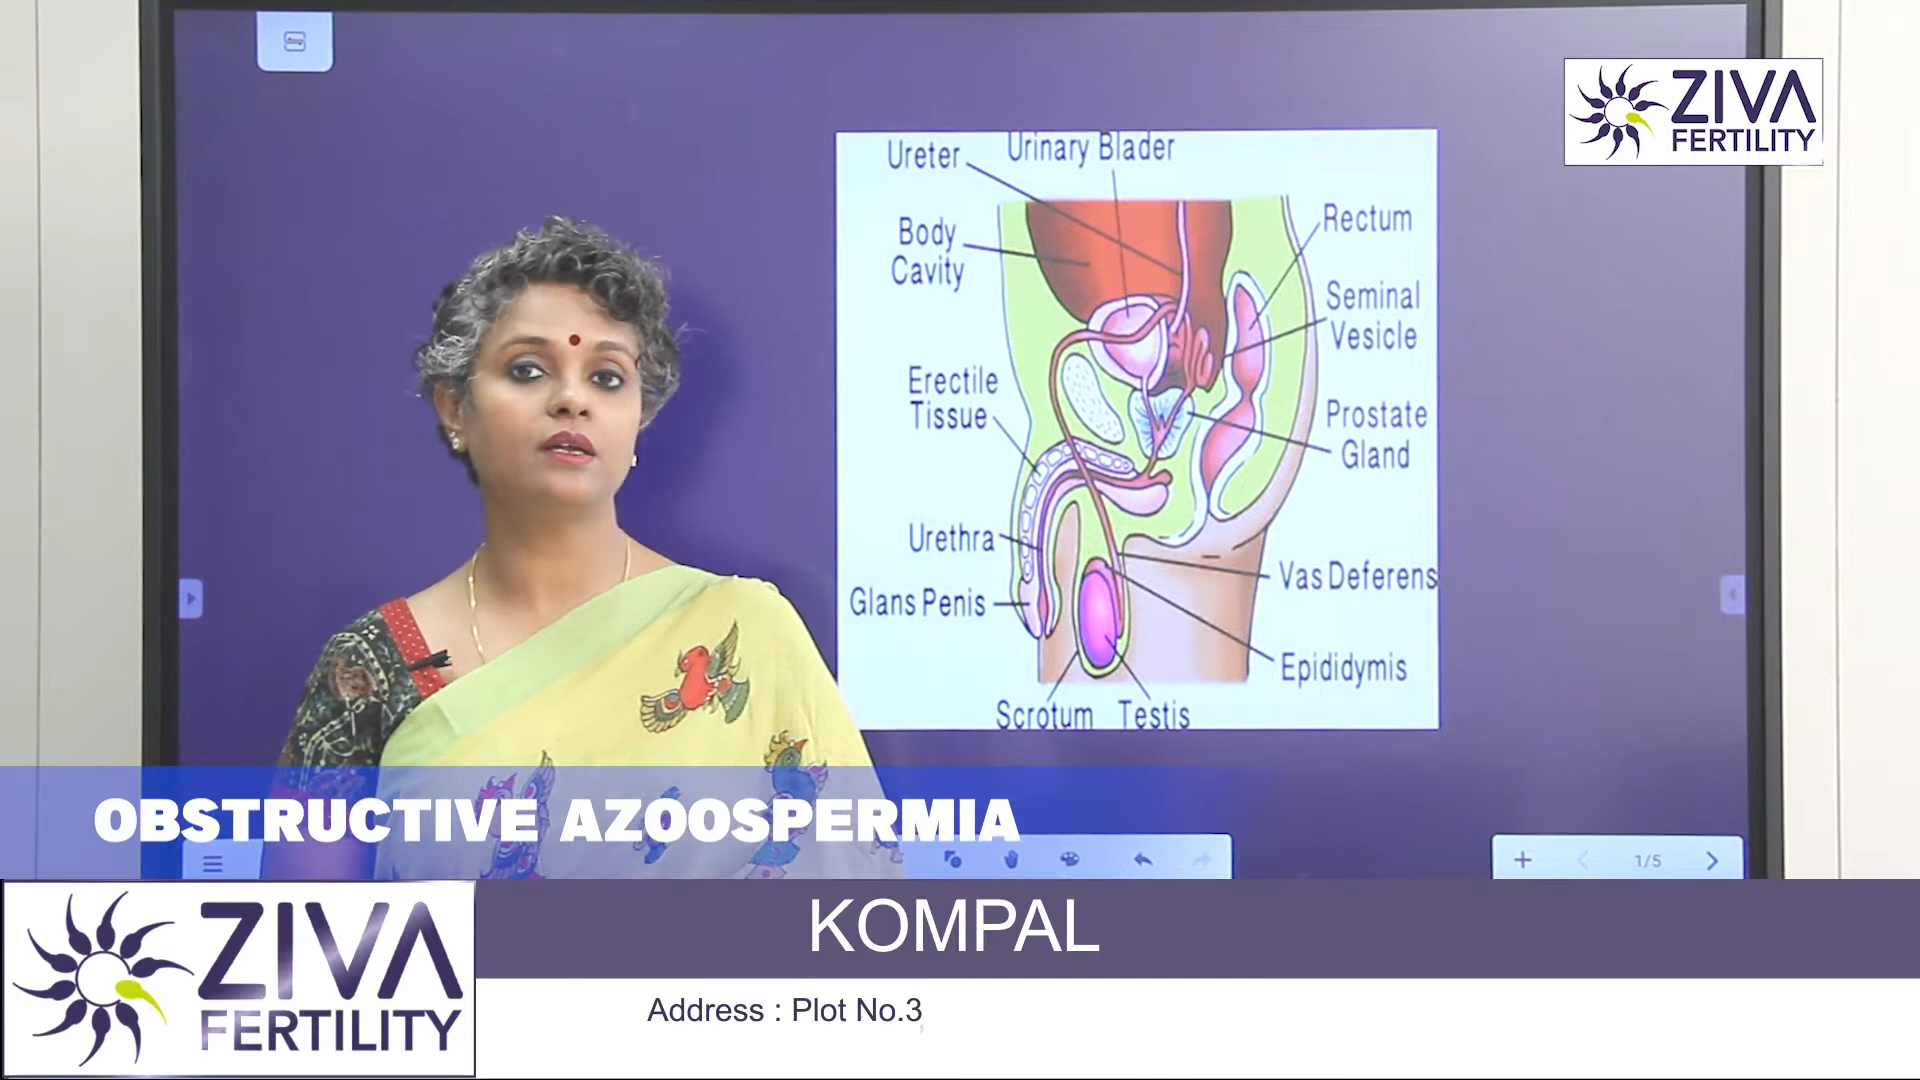 ZIVA
FERTILITY
Ureter
Urinary Blader
Body
Cavity
Rectum
Seminal
Vesicle
Erectile
Tissue
Prostate
Gland
Urethra
Vas Deferens
Glans Penis
Epididymis
Scrotum
Testis
OBSTRUCTIVE AZOOSPERMIA
1/5
ZIVA
FERTILITY
KOMPAL
Address : Plot No.3